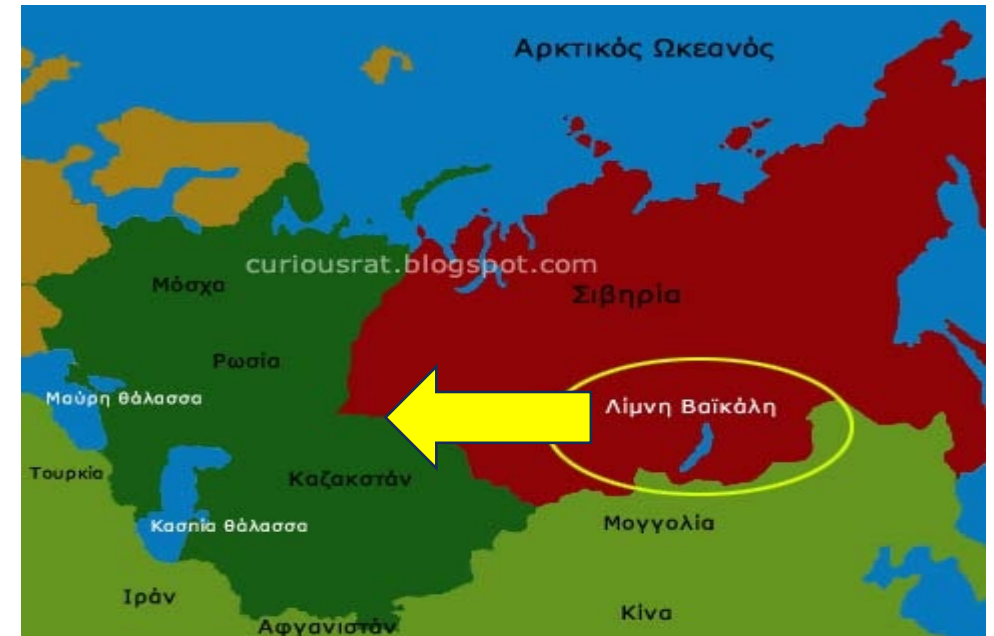 Αρκτικός Ωκεανός
curiousrat.blogspot.com
Μόσχα
Σιβηρία
Ρωσία
Μαύρη θάλασσα
Λίμνη Βαϊκάλη
Τουρκία
Καζακστάν
Κασπία θάλασσα
Μογγολία
Ιράν
Κίνα
Αφγανιστάν